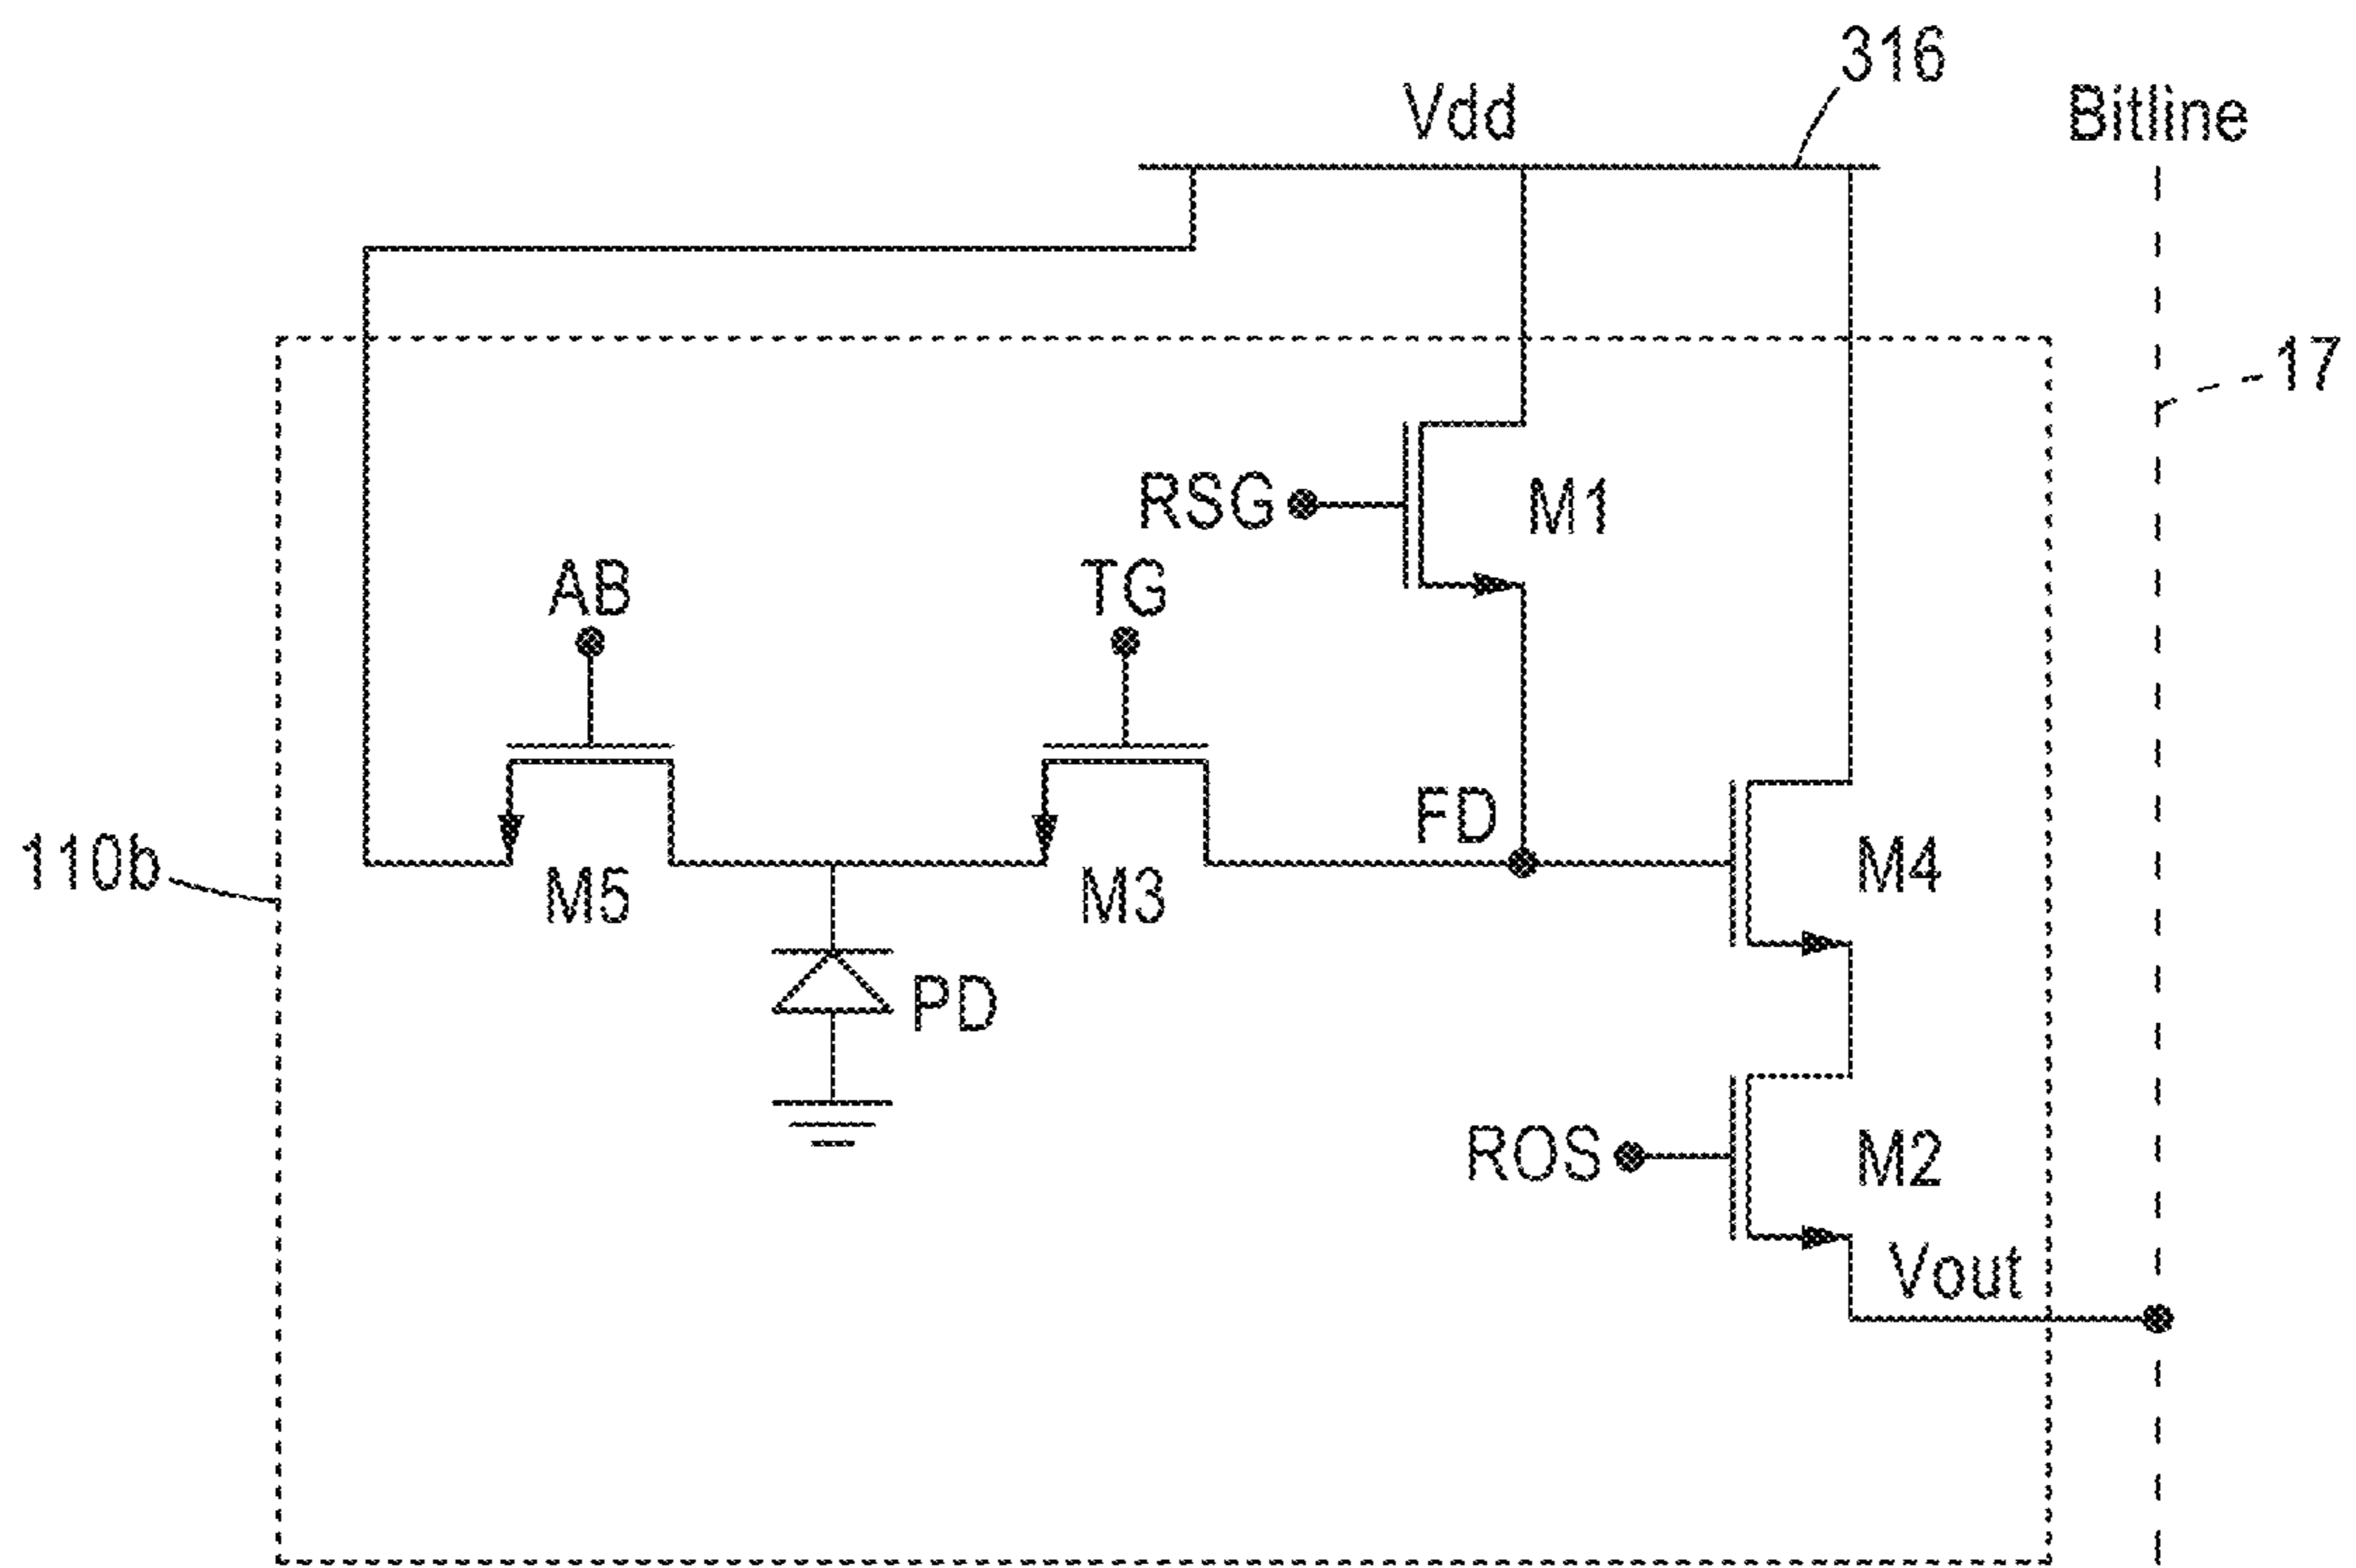 316
Vdd
Bitline
17
RSG
M1
AB
TG
FD
110b
M5
M3
M4
PD
ROS
M2
Vout